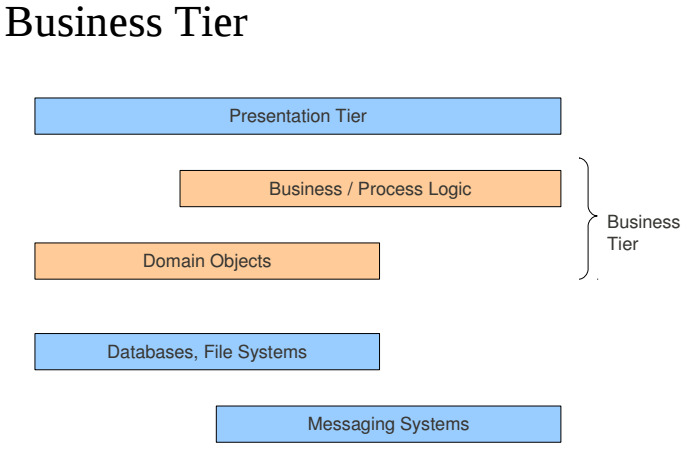 Business Tier
Presentation Tier
Business / Process Logic
Business
Tier
Domain Objects
Databases, File Systems
Messaging Systems